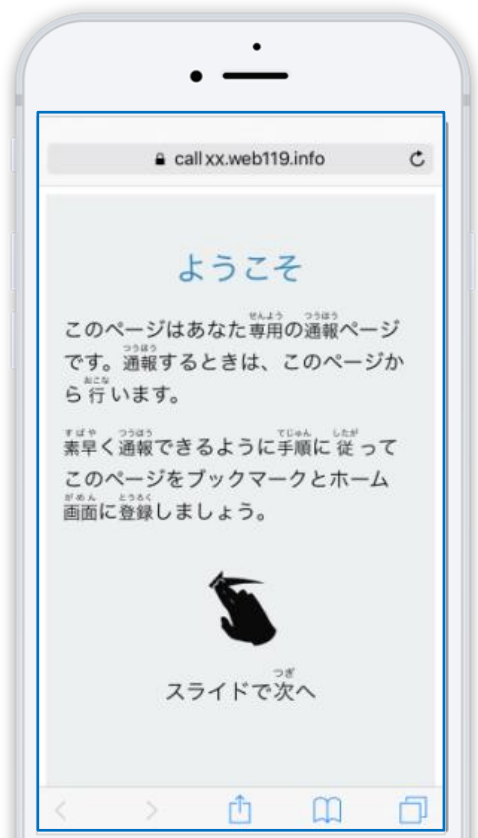 call xx.web119.info
ようこそ
このページはあなた専用の通報ページ
です。通報するときは、このページか
ら行います。
素早く通報できるように手順に従って
このページをブックマークとホーム
画面に登録しましょう。
スライドで次へ